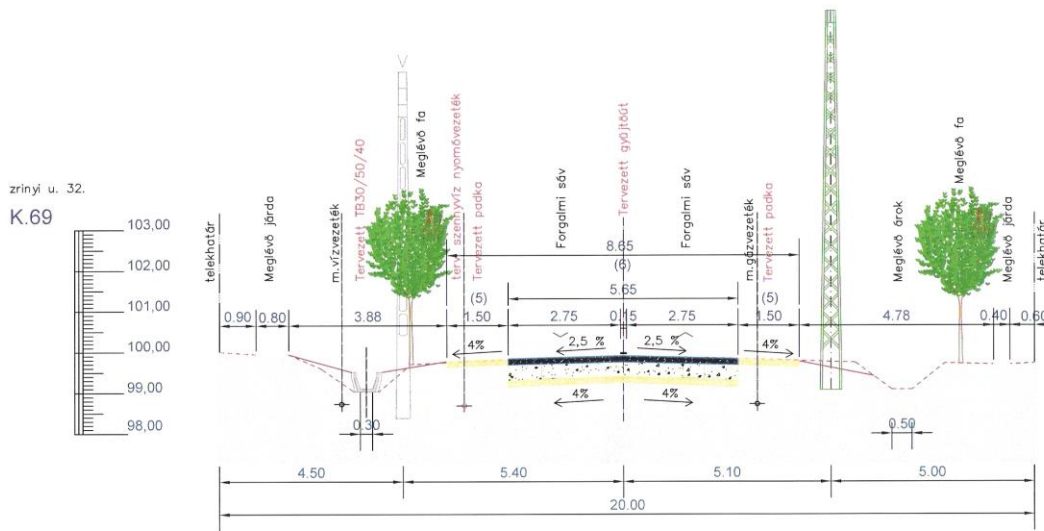 zrinyi u. 32.
K.69
103,00
102,00
101,00
100,00
99,00
98,00
telekhatár
Meglévő járda
m.vízvezeték
Tervezett TB30/50/40
Meglévő fa
terv szennyvíz nyomóvezeték
Tervezett padka
Forgalmi sáv
Tervezett gyűjtőút
Forgalmi sáv
m.gázvezeték
Tervezett padka
Meglévő árok
Meglévő fa
Meglévő járda
telekhatár
8.65
(6)
5.65
(5)
(5)
0.90
0.80
3.88
1.50
2.75
0.15
2.75
1.50
4.78
0.40
0.60
4%
2,5 %
2,5 %
4%
4%
4%
0.30
0.50
4.50
5.40
5.10
5.00
20.00